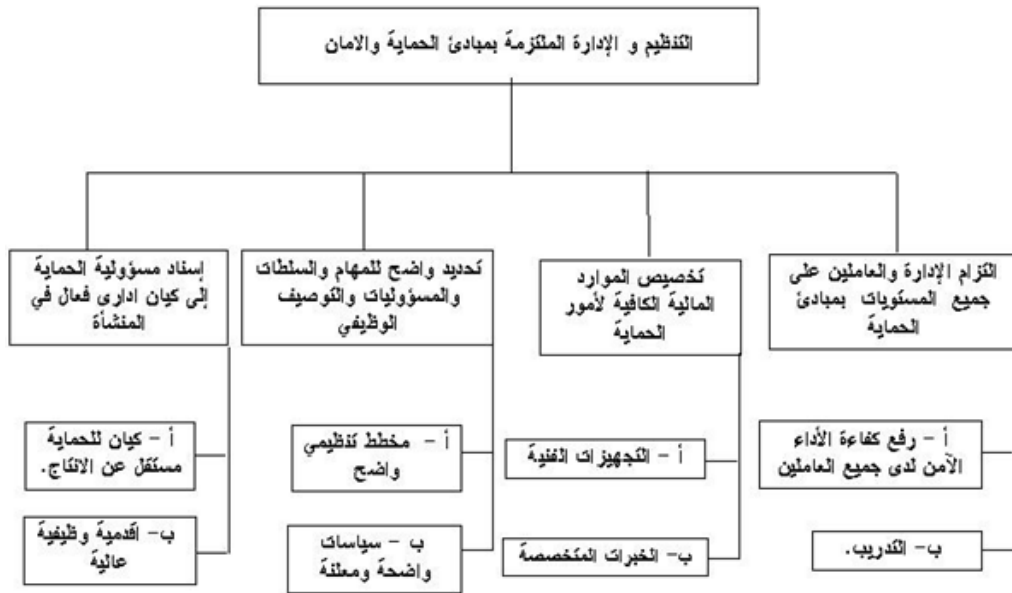 التنظيم و الإدارة الملتزمة بمبادئ الحماية والامان
التزام الإدارة والعاملين على
جميع المستويات بمبادئ
الحماية
تخصيص الموارد
المالية الكافية لأمور
الحماية
تحديد واضح للمهام والسلطات
والمسؤوليات والتوصيف
الوظيفي
إسناد مسؤولية الحماية
إلى كيان ادارى فعال في
المنشأة
أ - رفع كفاءة الأداء
الآمن لدى جميع العاملين
ب- التدريب.
أ - التجهيزات الفنية
ب- الخبرات المتخصصة
أ - مخطط تنظيمي
واضح
ب - سياسات
واضحة ومعلنة
أ - كيان للحماية
مستقل عن الانتاج.
ب- اقدمية وظيفية
عالية